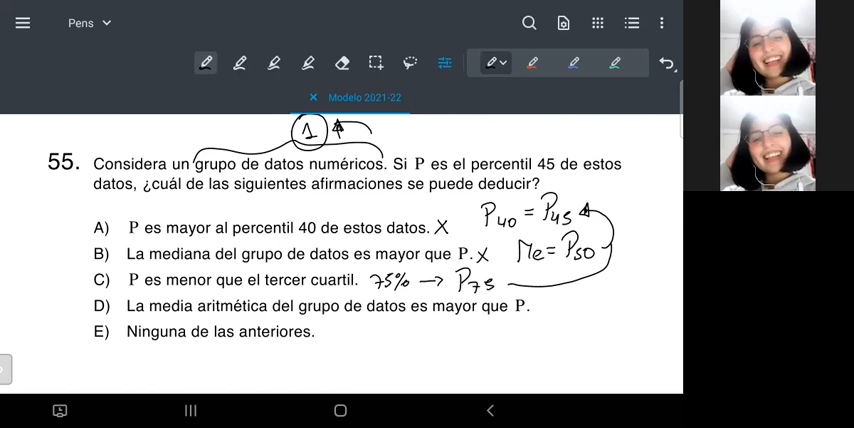 Pens
Modelo 2021-22
1
55. Considera un grupo de datos numéricos. Si P es el percentil 45 de estos
datos, ¿cuál de las siguientes afirmaciones se puede deducir?
A) P es mayor al percentil 40 de estos datos. X
P40 = P45
B) La mediana del grupo de datos es mayor que P. X
Me = P50
C) P es menor que el tercer cuartil. 75% → P75
D) La media aritmética del grupo de datos es mayor que P.
E) Ninguna de las anteriores.